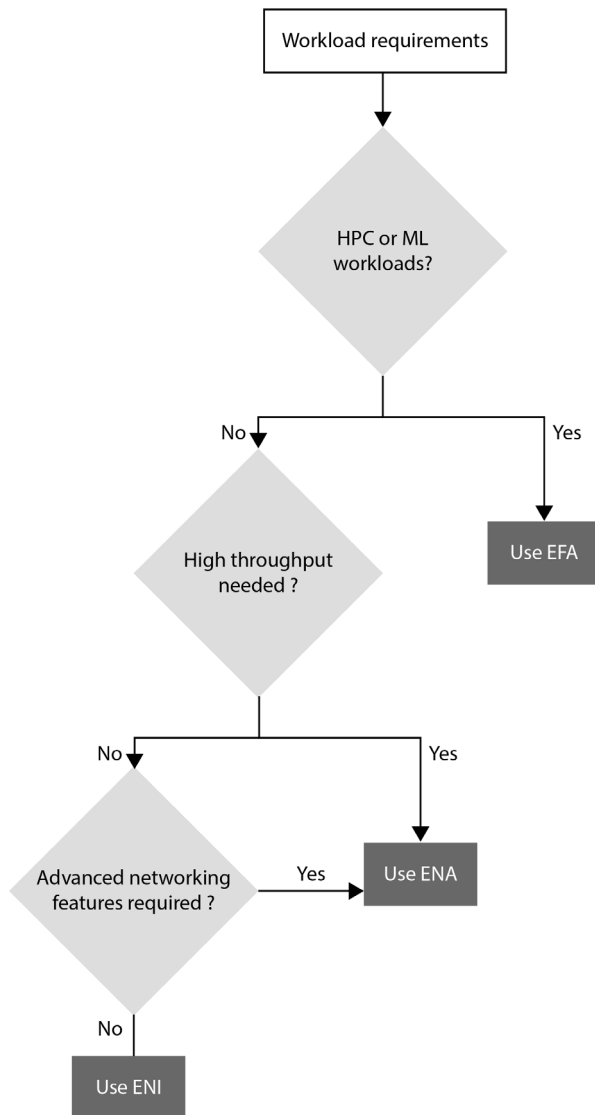 Workload requirements
HPC or ML
workloads?
No
Yes
High throughput
needed ?
Use EFA
No
Yes
Advanced networking
features required ?
Yes
Use ENA
No
Use ENI